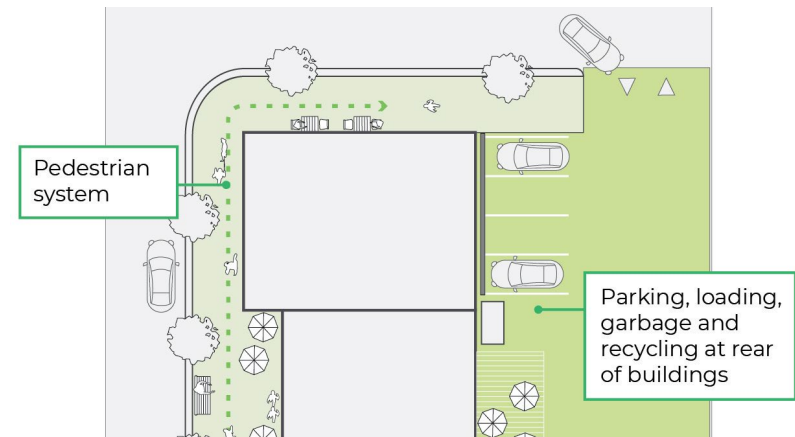 Pedestrian
system
Parking, loading,
garbage and
recycling at rear
of buildings